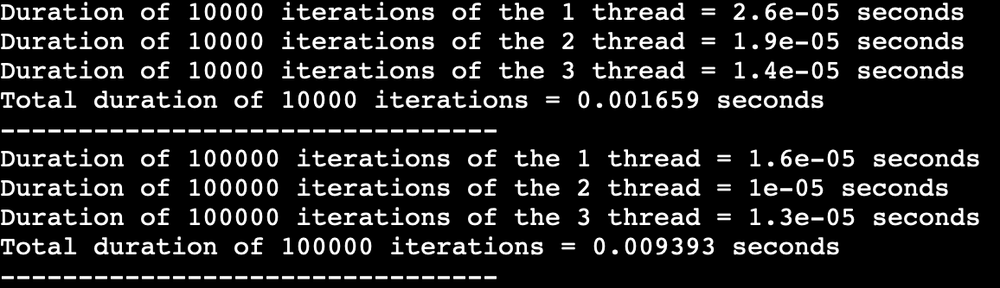 Duration of 10000 iterations of the 1 thread = 2.6e-05 seconds
Duration of 10000 iterations of the 2 thread = 1.9e-05 seconds
Duration of 10000 iterations of the 3 thread = 1.4e-05 seconds
Total duration of 10000 iterations = 0.001659 seconds
--------------------------------
Duration of 100000 iterations of the 1 thread = 1.6e-05 seconds
Duration of 100000 iterations of the 2 thread = 1e-05 seconds
Duration of 100000 iterations of the 3 thread = 1.3e-05 seconds
Total duration of 100000 iterations = 0.009393 seconds
--------------------------------